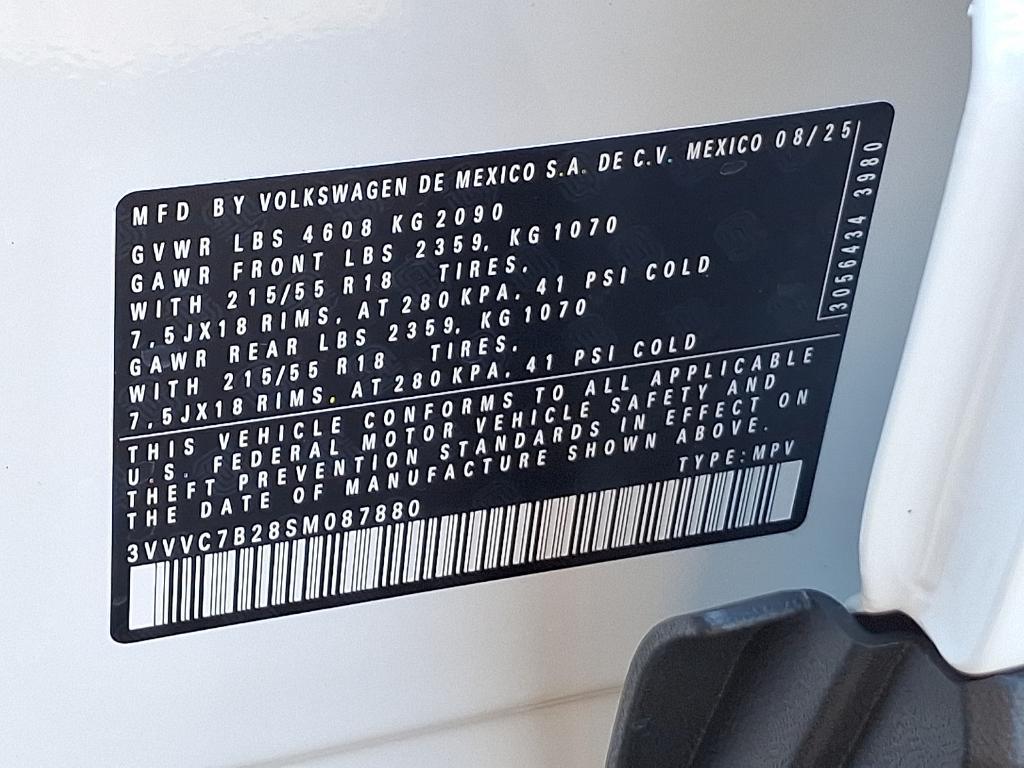 MFD BY VOLKSWAGEN DE MEXICO S.A. DE C.V. MEXICO 08/25
GVWR LBS 4608 KG 2090
GAWR FRONT LBS 2359, KG 1070
WITH 215/55 R18 TIRES,
7,5JX18 RIMS, AT 280 KPA, 41 PSI COLD
GAWR REAR LBS 2359, KG 1070
WITH 215/55 R18 TIRES,
7,5JX18 RIMS, AT 280 KPA, 41 PSI COLD
3056434 3980
THIS VEHICLE CONFORMS TO ALL APPLICABLE
U.S. FEDERAL MOTOR VEHICLE SAFETY AND
THEFT PREVENTION STANDARDS IN EFFECT ON
THE DATE OF MANUFACTURE SHOWN ABOVE.
TYPE:MPV
3VVVC7B28SM087880